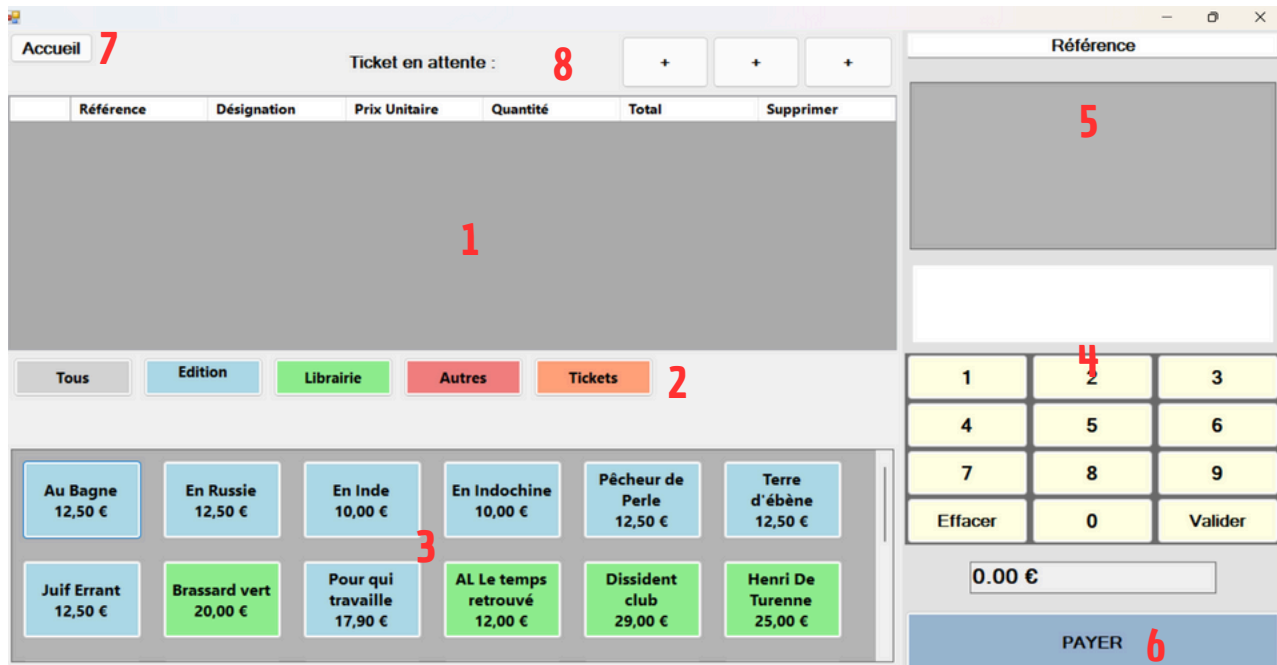 Accueil
7
Ticket en attente :
8
+
+
+
Référence
Référence
Désignation
Prix Unitaire
Quantité
Total
Supprimer
5
1
Tous
Edition
Librairie
Autres
Tickets
2
4
1
2
3
4
5
6
7
8
9
Effacer
0
Valider
Au Bagne
12,50 €
En Russie
12,50 €
En Inde
10,00 €
En Indochine
10,00 €
Pêcheur de
Perle
12,50 €
Terre
d'ébène
12,50 €
3
Juif Errant
12,50 €
Brassard vert
20,00 €
Pour qui
travaille
17,90 €
AL Le temps
retrouvé
12,00 €
Dissident
club
29,00 €
Henri De
Turenne
25,00 €
0.00 €
PAYER
6